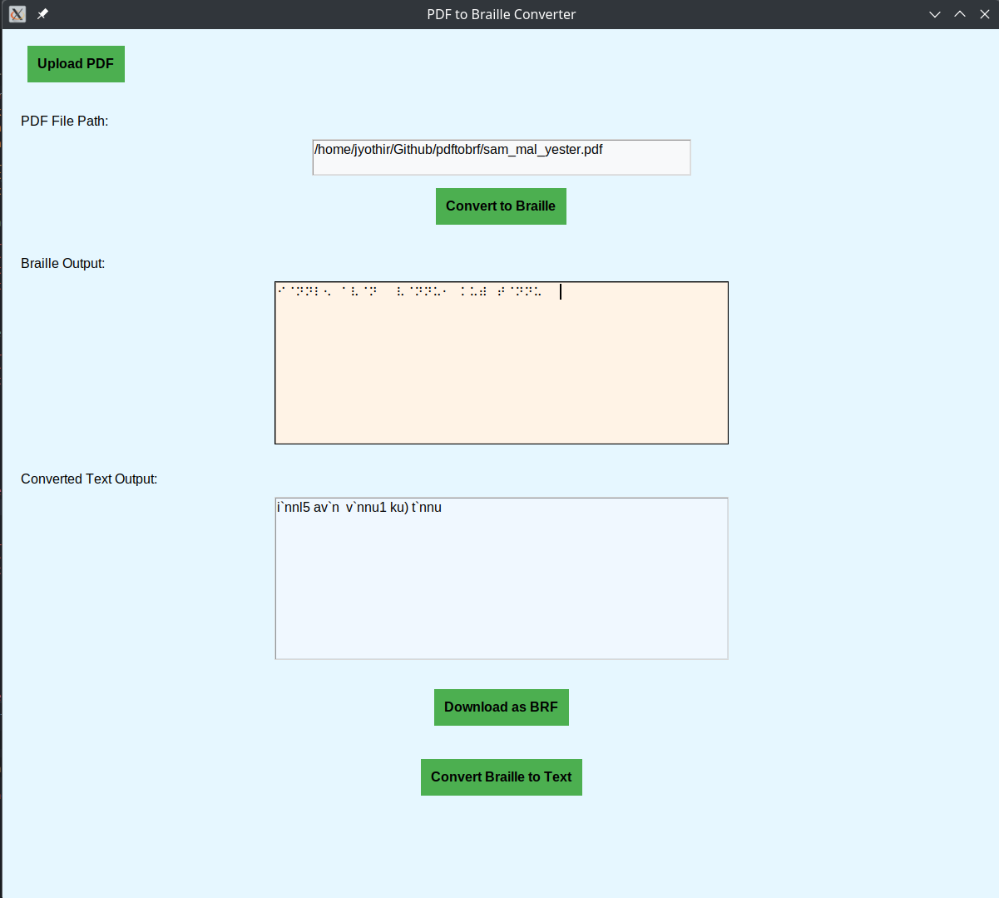 PDF to Braille Converter
Upload PDF
PDF File Path:
/home/jyothir/Github/pdftobrf/sam_mal_yester.pdf
Convert to Braille
Braille Output:
⠊⠈⠝⠝⠇⠢ ⠁⠧⠈⠝  ⠧⠈⠝⠝⠥⠂ ⠅⠥⠾ ⠞⠈⠝⠝⠥
Converted Text Output:
i`nnl5 av`n  v`nnu1 ku) t`nnu
Download as BRF
Convert Braille to Text